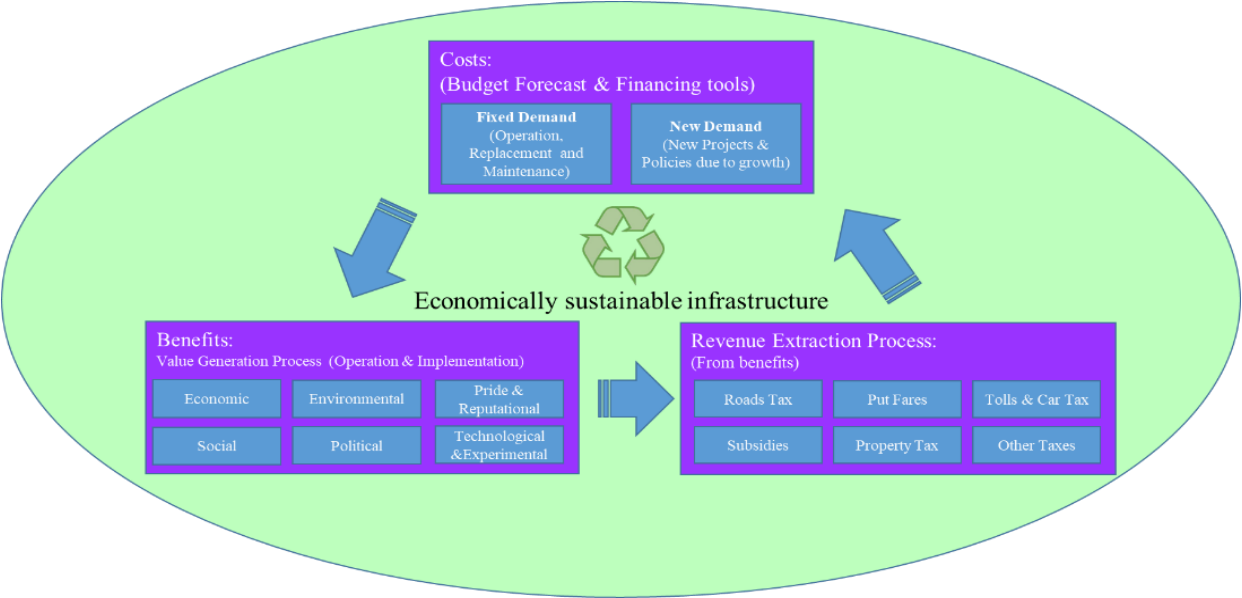 Costs:
(Budget Forecast & Financing tools)
Fixed Demand
(Operation,
Replacement and
Maintenance)
New Demand
(New Projects &
Policies due to growth)
Economically sustainable infrastructure
Benefits:
Value Generation Process (Operation & Implementation)
Economic
Environmental
Pride &
Reputational
Social
Political
Technological
&Experimental
Revenue Extraction Process:
(From benefits)
Roads Tax
Put Fares
Tolls & Car Tax
Subsidies
Property Tax
Other Taxes